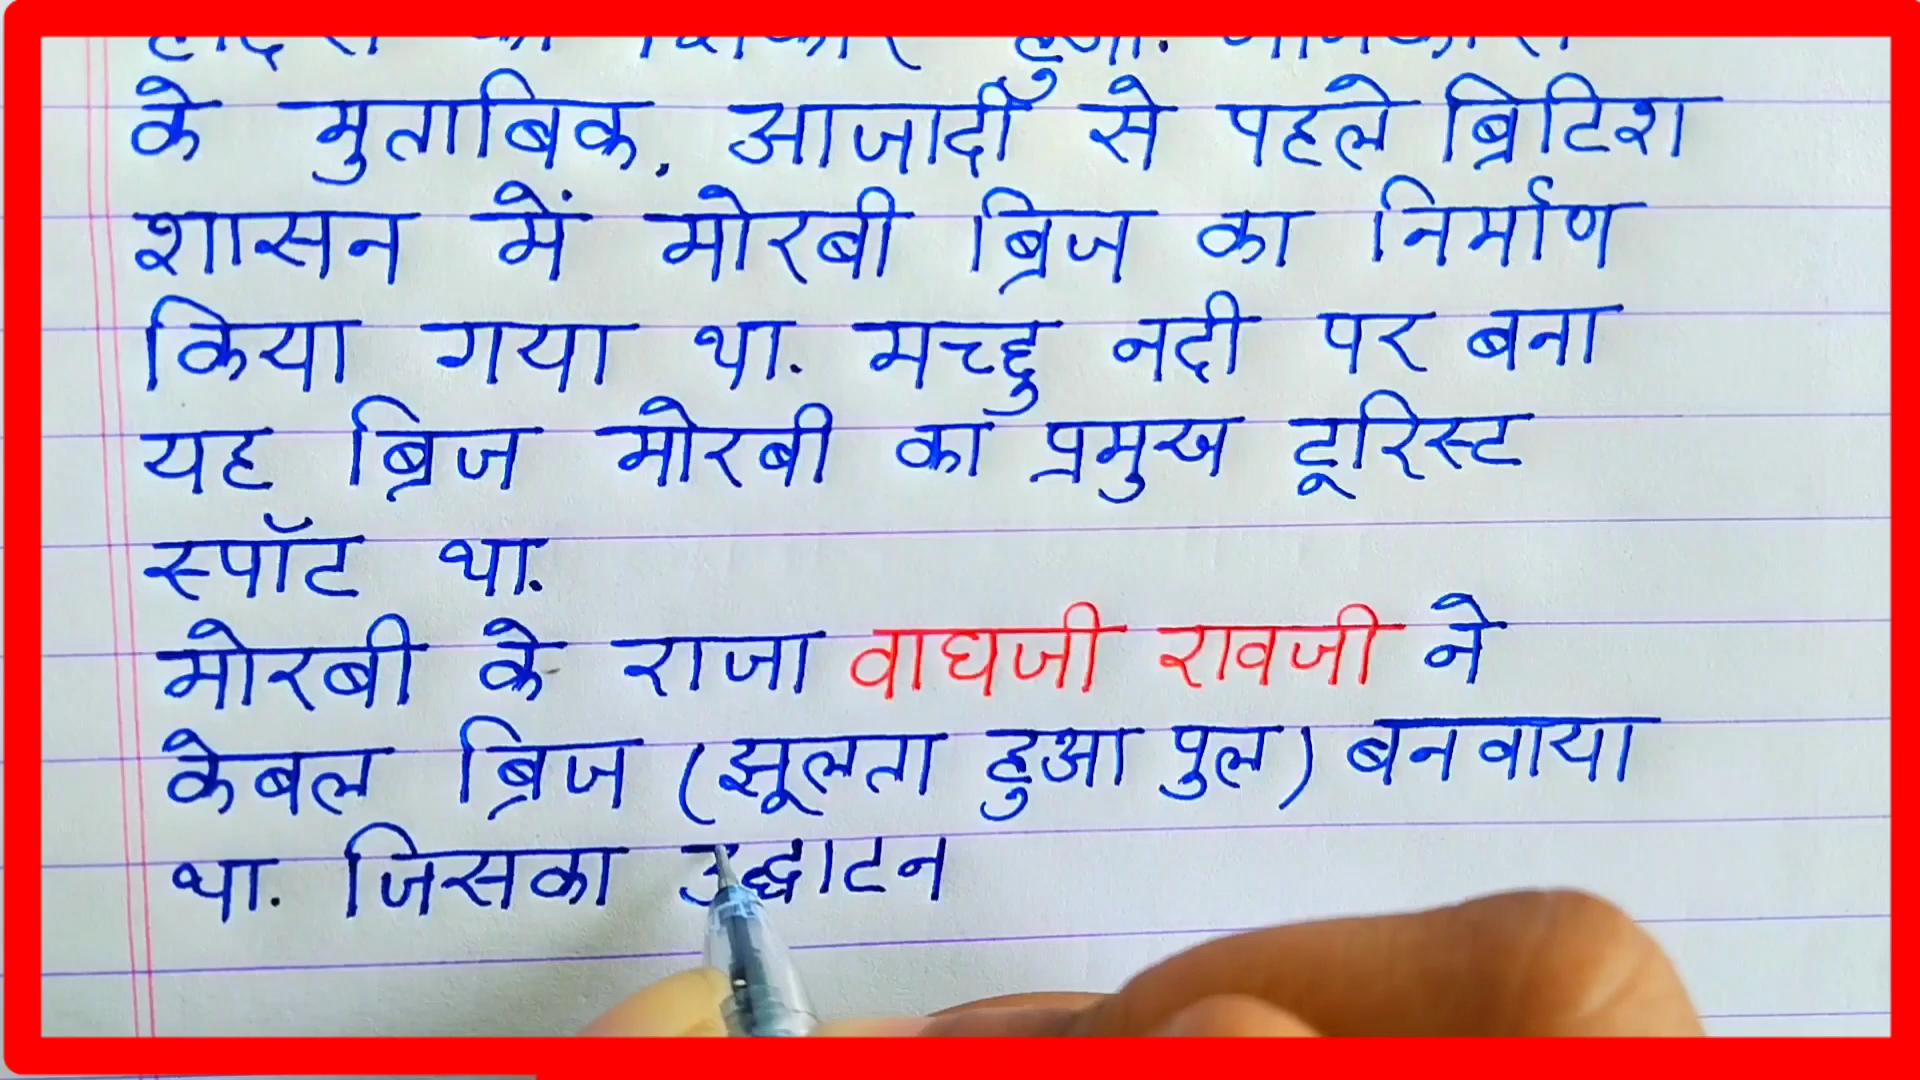 के मुताबिक, आजादी से पहले ब्रिटिश
शासन में मोरबी ब्रिज का निर्माण
किया गया था. मच्छु नदी पर बना
यह ब्रिज मोरबी का प्रमुख टूरिस्ट
स्पॉट था.
मोरबी के राजा वाघजी रावजी ने
केबल ब्रिज (झूलता हुआ पुल) बनवाया
था. जिसका उद्घाटन